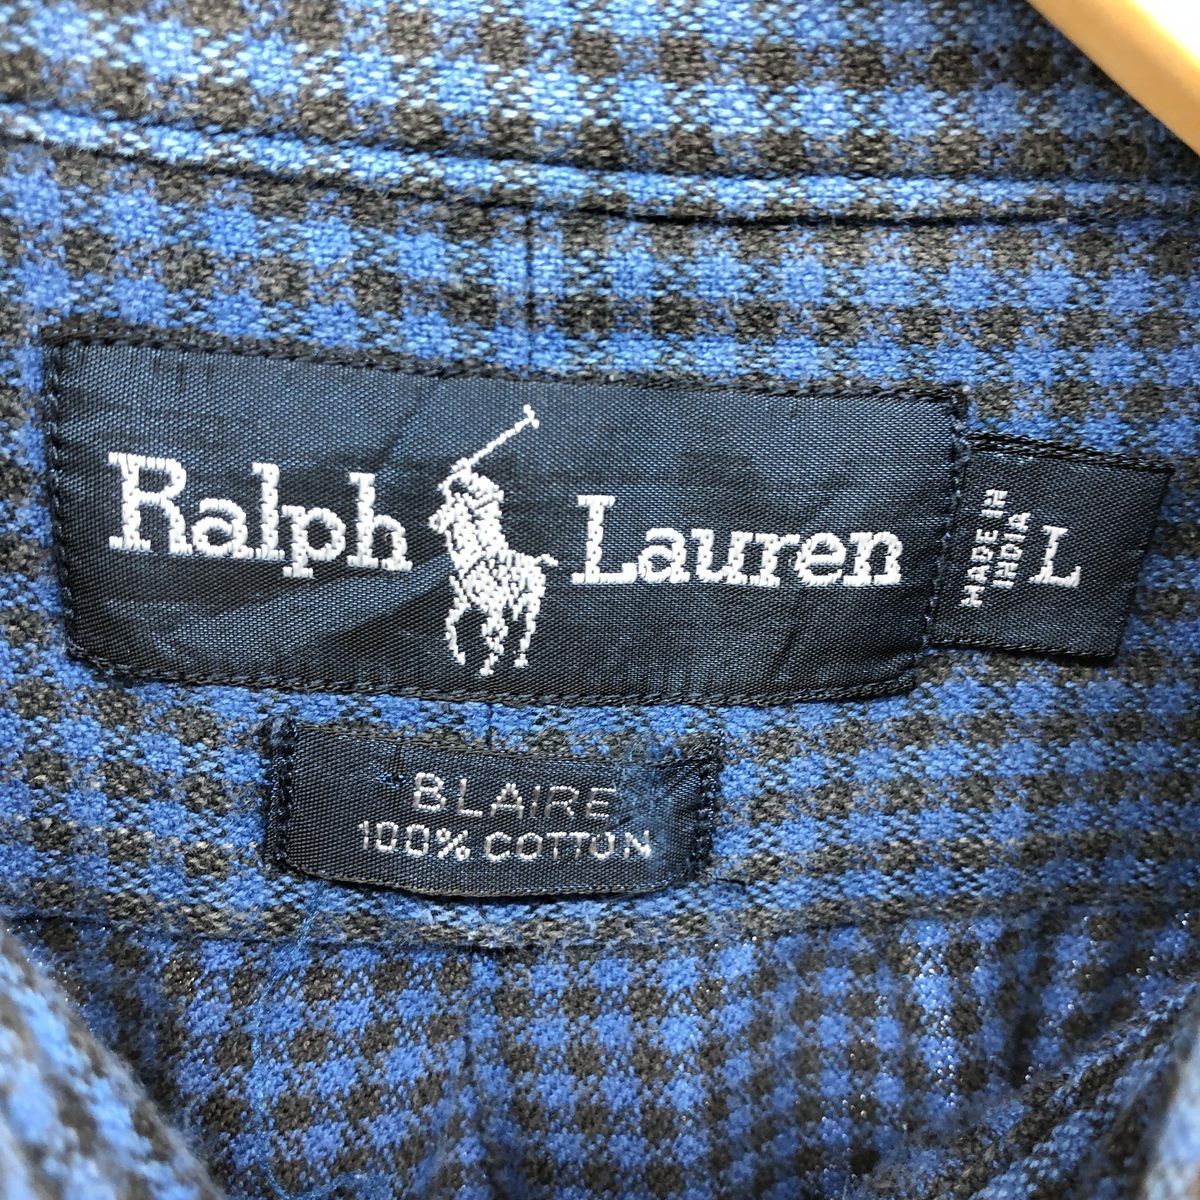 Ralph Lauren
MADE IN
INDIA
L
BLAIRE
100% COTTON